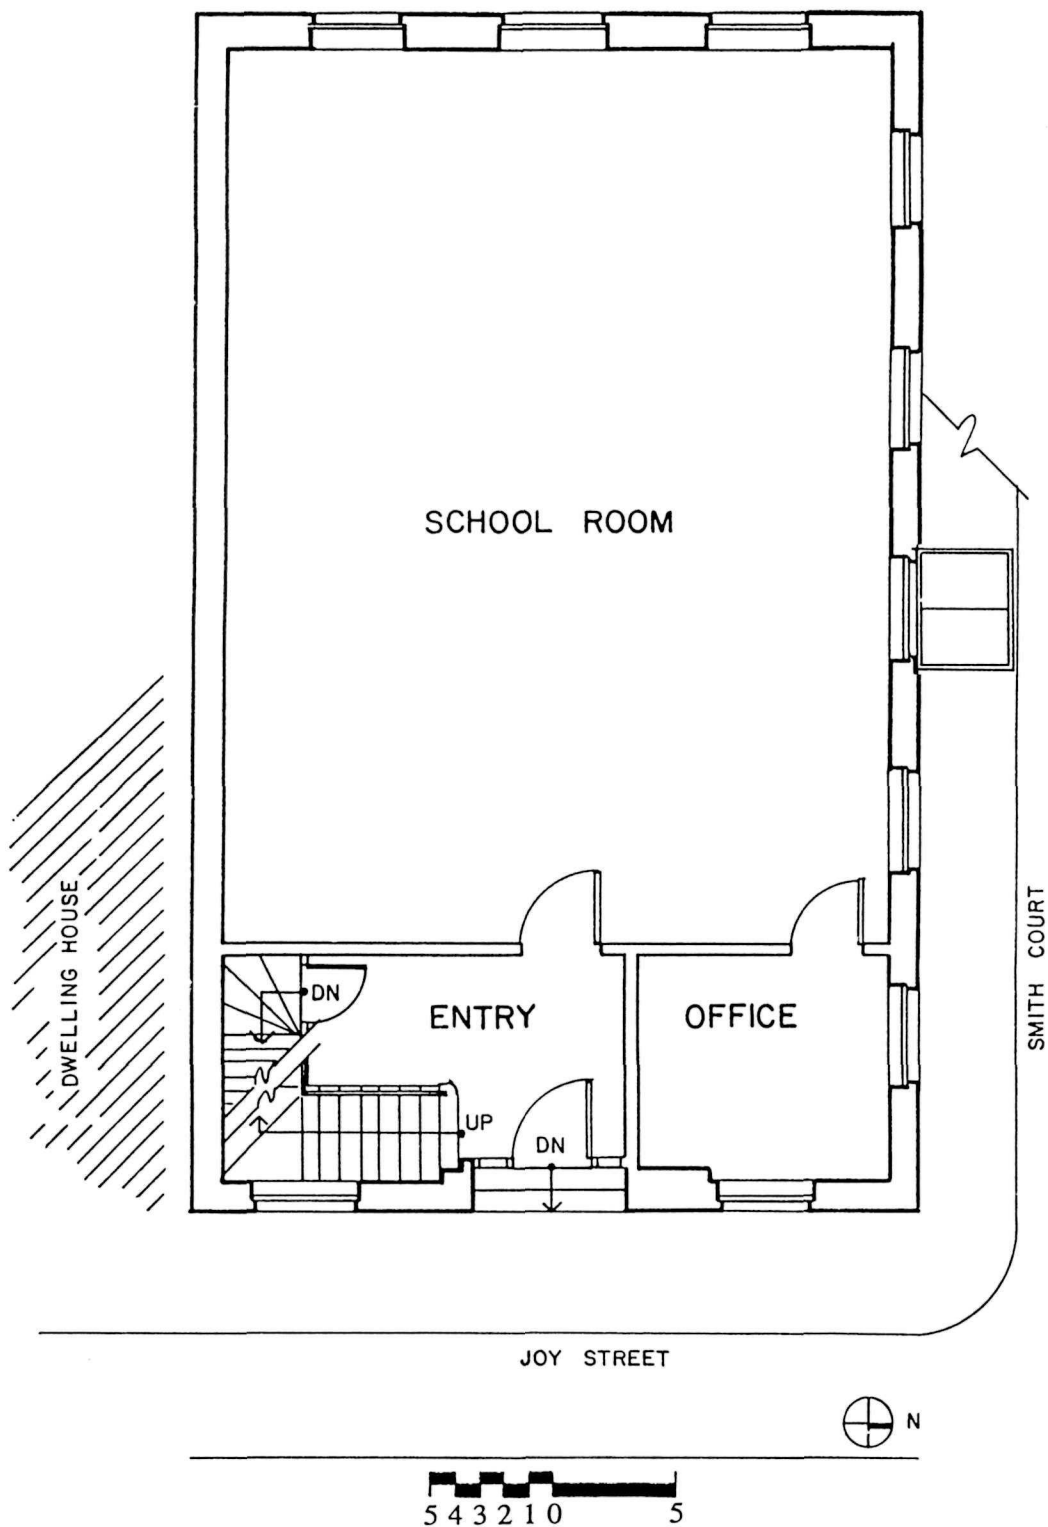 SCHOOL ROOM
DWELLING HOUSE
SMITH COURT
DN
ENTRY
OFFICE
UP
DN
JOY STREET
N
5 4 3 2 1 0 5